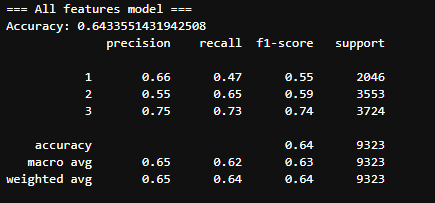 === All features model ===
Accuracy: 0.6433551431942508
precision recall f1-score support
1 0.66 0.47 0.55 2046
2 0.55 0.65 0.59 3553
3 0.75 0.73 0.74 3724
accuracy 0.64 9323
macro avg 0.65 0.62 0.63 9323
weighted avg 0.65 0.64 0.64 9323